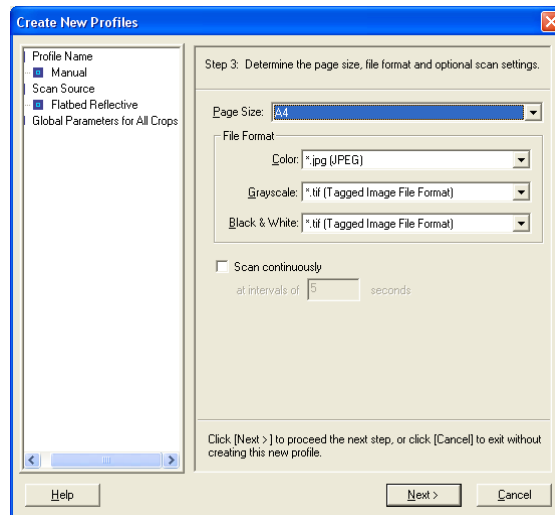 Create New Profiles
Profile Name
Manual
Scan Source
Flatbed Reflective
Global Parameters for All Crops
Step 3: Determine the page size, file format and optional scan settings.
Page Size: A4
File Format
Color: *.jpg (JPEG)
Grayscale: *.tif (Tagged Image File Format)
Black & White: *.tif (Tagged Image File Format)
Scan continuously
at intervals of 5 seconds
Click [Next >] to proceed the next step, or click [Cancel] to exit without
creating this new profile.
Help Next > Cancel